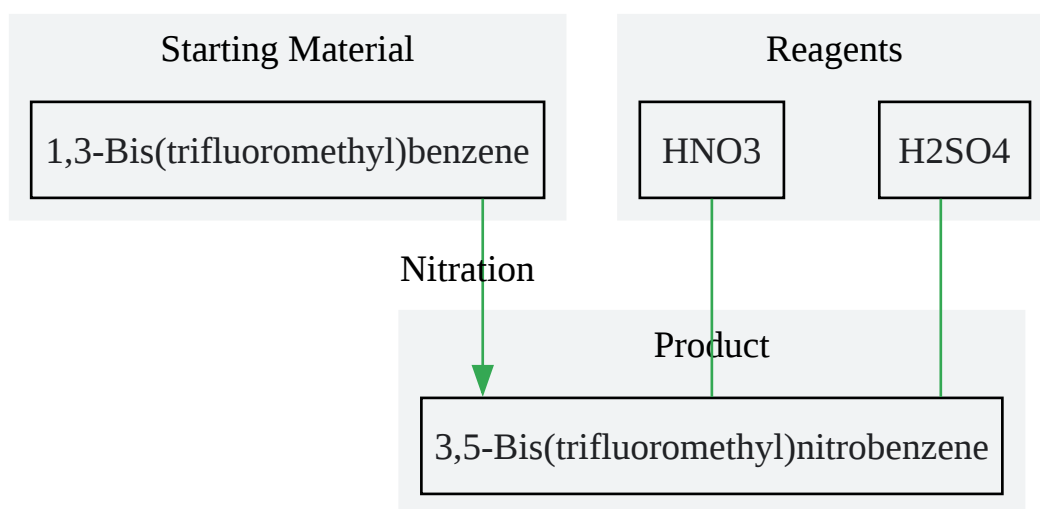 Starting Material
Reagents
1,3-Bis(trifluoromethyl)benzene
HNO3
H2SO4
Nitration
Product
3,5-Bis(trifluoromethyl)nitrobenzene